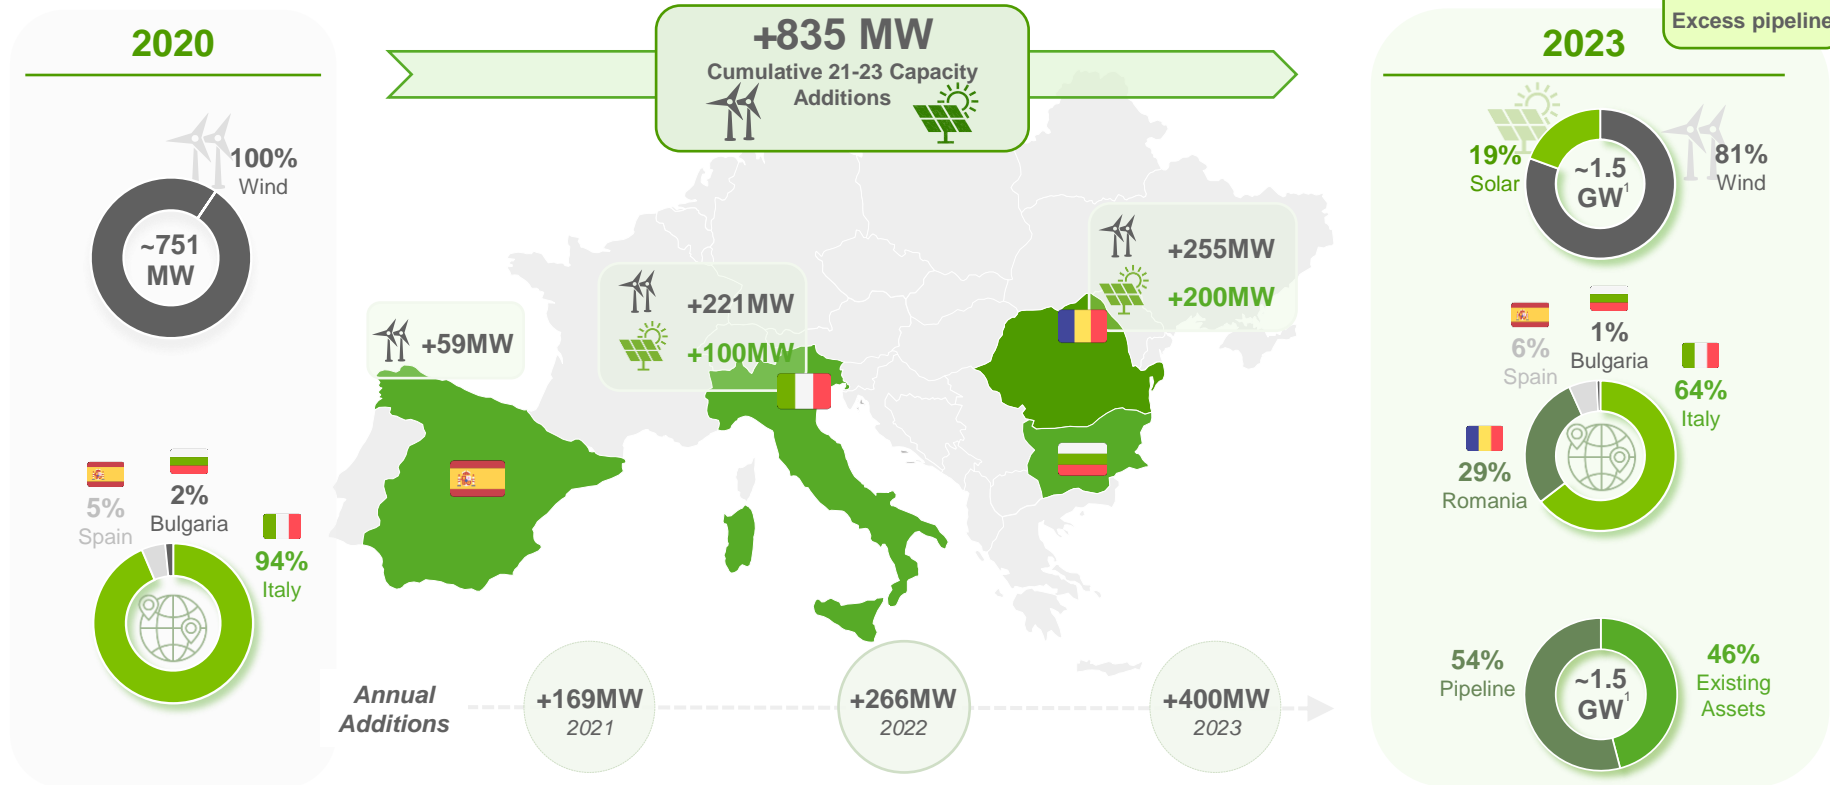 2020
100%
Wind
~751
MW
5%
Spain
2%
Bulgaria
94%
Italy
+835 MW
Cumulative 21-23 Capacity
Additions
+59MW
+221MW
+100MW
+255MW
+200MW
Annual
Additions
+169MW
2021
+266MW
2022
+400MW
2023
Excess pipeline
2023
19%
Solar
~1.5
GW1
81%
Wind
6%
Spain
1%
Bulgaria
64%
Italy
29%
Romania
54%
Pipeline
~1.5
GW1
46%
Existing
Assets